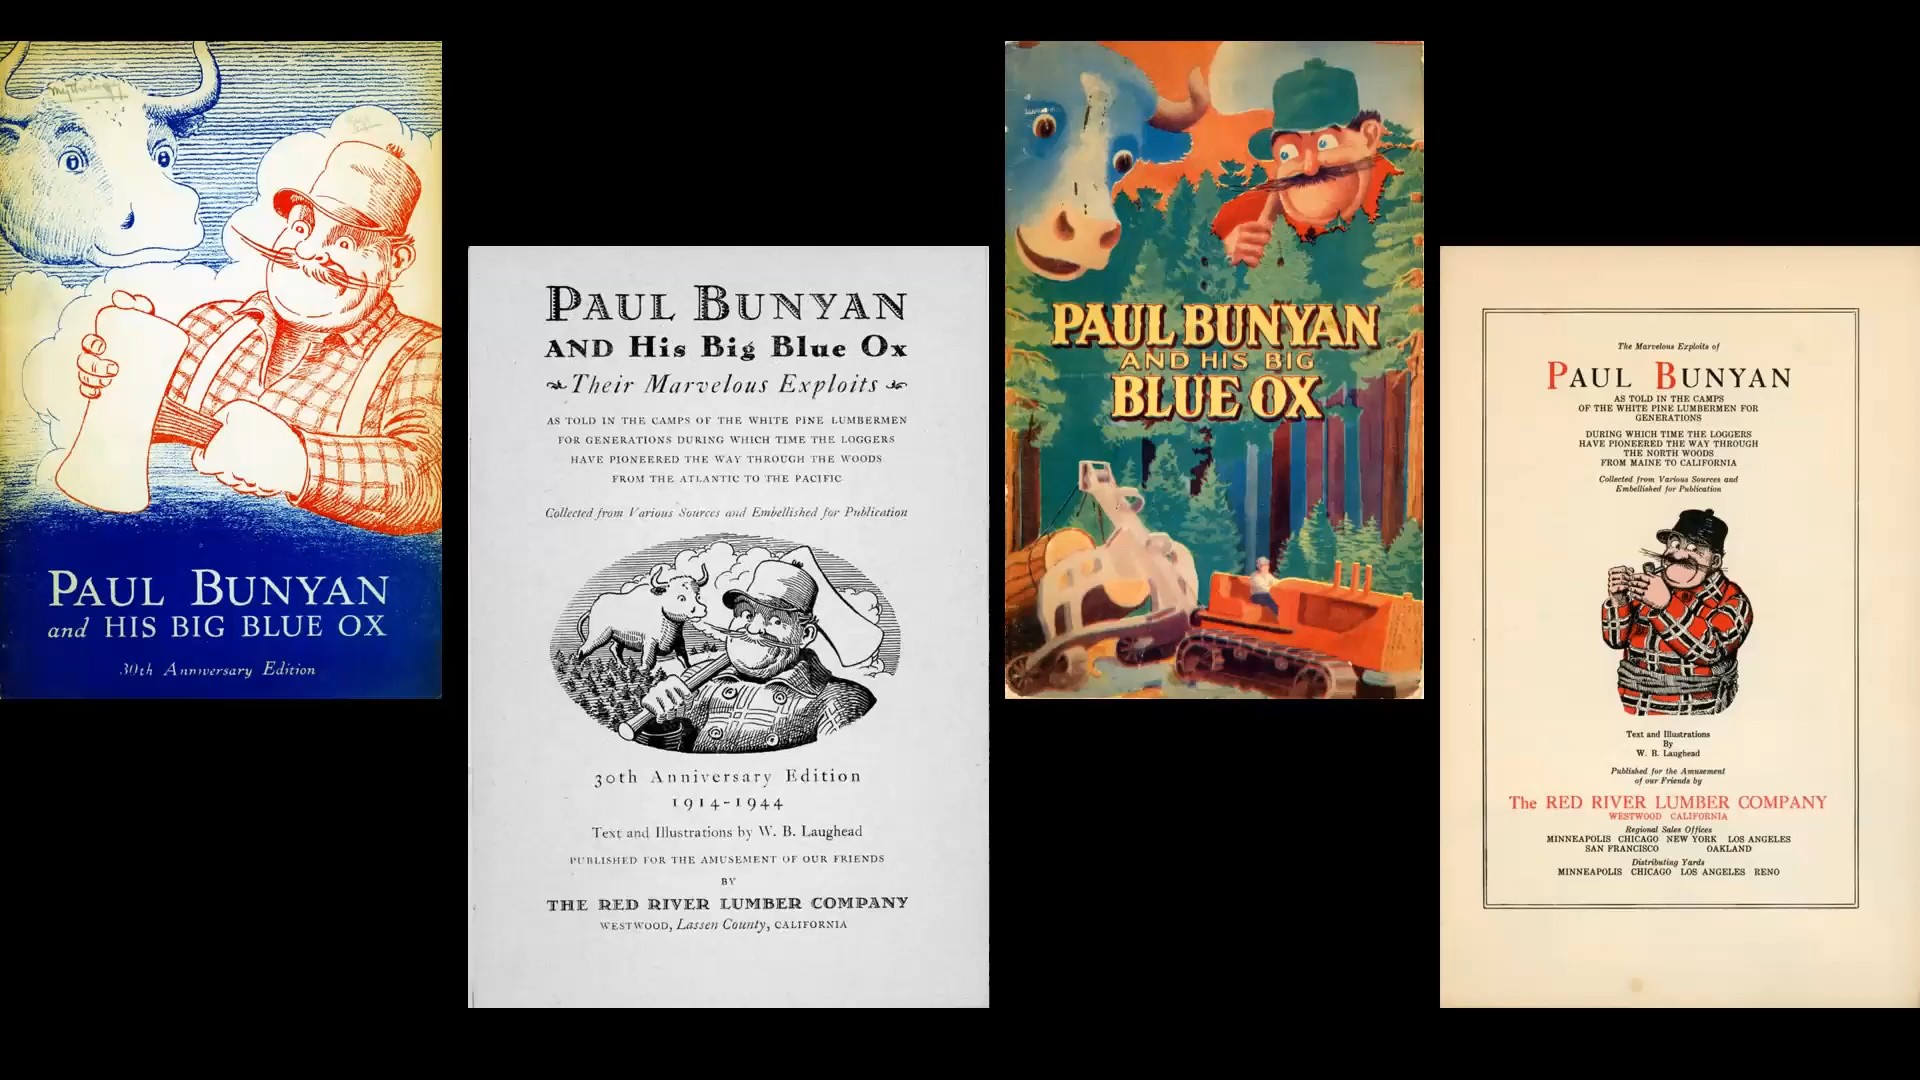 Mythology
PAUL BUNYAN
and HIS BIG BLUE OX
30th Anniversary Edition
PAUL BUNYAN
AND His Big Blue Ox
Their Marvelous Exploits
AS TOLD IN THE CAMPS OF THE WHITE PINE LUMBERMEN
FOR GENERATIONS DURING WHICH TIME THE LOGGERS
HAVE PIONEERED THE WAY THROUGH THE WOODS
FROM THE ATLANTIC TO THE PACIFIC
Collected from Various Sources and Embellished for Publication
30th Anniversary Edition
1914-1944
Text and Illustrations by W. B. Laughead
PUBLISHED FOR THE AMUSEMENT OF OUR FRIENDS
BY
THE RED RIVER LUMBER COMPANY
WESTWOOD, Lassen County, CALIFORNIA
PAUL BUNYAN
AND HIS BIG
BLUE OX
The Marvelous Exploits of
PAUL BUNYAN
AS TOLD IN THE CAMPS
OF THE WHITE PINE LUMBERMEN FOR
GENERATIONS
DURING WHICH TIME THE LOGGERS
HAVE PIONEERED THE WAY THROUGH
THE NORTH WOODS
FROM MAINE TO CALIFORNIA
Collected from Various Sources and
Embellished for Publication
Text and Illustrations
By
W. B. Laughead
Published for the Amusement
of our Friends by
The RED RIVER LUMBER COMPANY
WESTWOOD CALIFORNIA
Regional Sales Offices
MINNEAPOLIS CHICAGO NEW YORK LOS ANGELES
SAN FRANCISCO OAKLAND
Distributing Yards
MINNEAPOLIS CHICAGO LOS ANGELES RENO